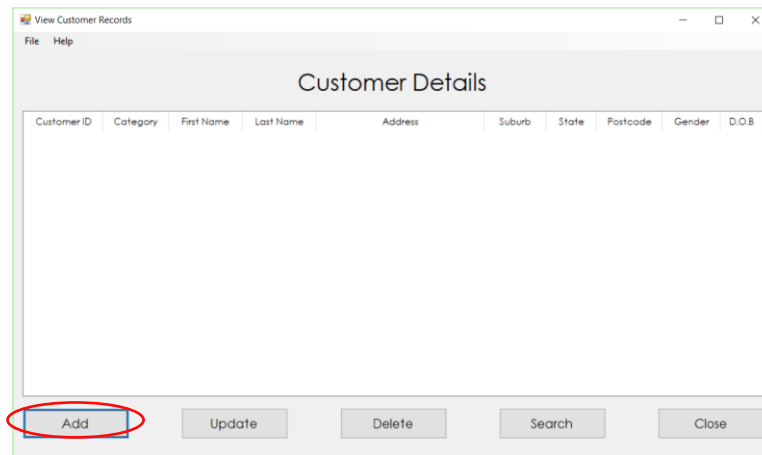 View Customer Records
File Help
Customer Details
Customer ID Category First Name Last Name Address Suburb State Postcode Gender D.O.B
Add Update Delete Search Close